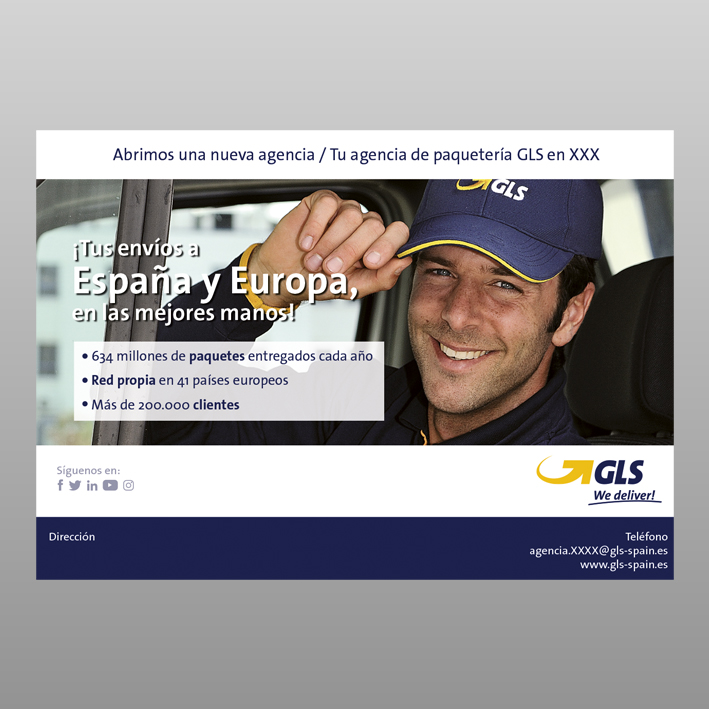 Abrimos una nueva agencia / Tu agencia de paquetería GLS en XXX
GLS
¡Tus envíos a
España y Europa,
en las mejores manos!
• 634 millones de paquetes entregados cada año
• Red propia en 41 países europeos
• Más de 200.000 clientes
Síguenos en:
GLS
We deliver!
Dirección
Teléfono
agencia.XXXX@gls-spain.es
www.gls-spain.es